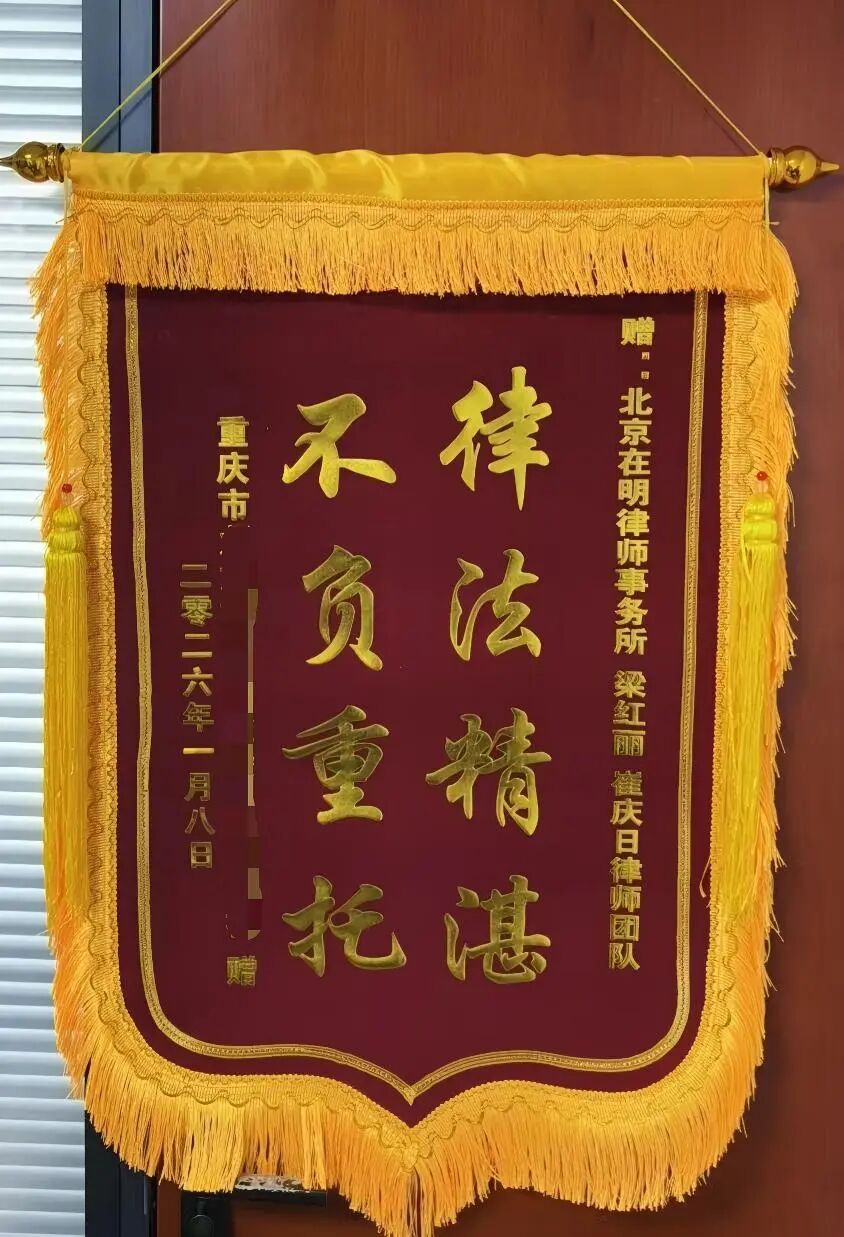 赠：北京在明律师事务所 梁红丽 崔庆日律师团队
律法精湛
不负重托
重庆市
赠
二零二六年一月八日